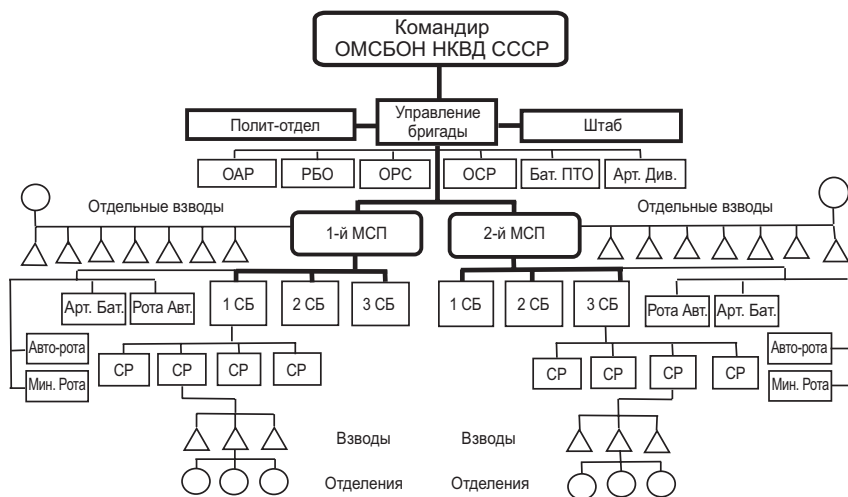 Командир
ОМСБОН НКВД СССР
Полит-отдел
Управление
бригады
Штаб
ОАР
РБО
ОРС
ОСР
Бат. ПТО
Арт. Див.
Отдельные взводы
Отдельные взводы
1-й МСП
2-й МСП
Арт. Бат.
Рота Авт.
1 СБ
2 СБ
3 СБ
1 СБ
2 СБ
3 СБ
Рота Авт.
Арт. Бат.
Авто-рота
СР
СР
СР
СР
СР
СР
СР
СР
Авто-рота
Мин. Рота
Мин. Рота
Взводы
Взводы
Отделения
Отделения